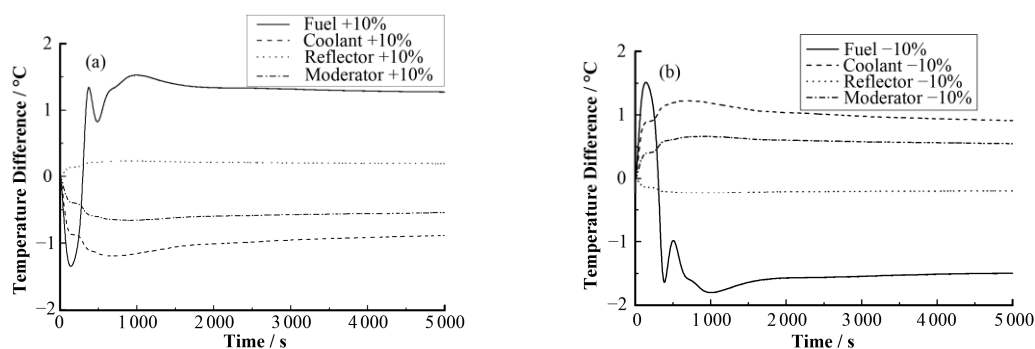 Fuel +10%
Coolant +10%
Reflector +10%
Moderator +10%
(a)
Temperature Difference / °C
2
1
0
−1
−2
0 1 000 2 000 3 000 4 000 5 000
Time / s
Fuel −10%
Coolant −10%
Reflector −10%
Moderator −10%
(b)
Temperature Difference / °C
2
1
0
−1
−2
0 1 000 2 000 3 000 4 000 5 000
Time / s